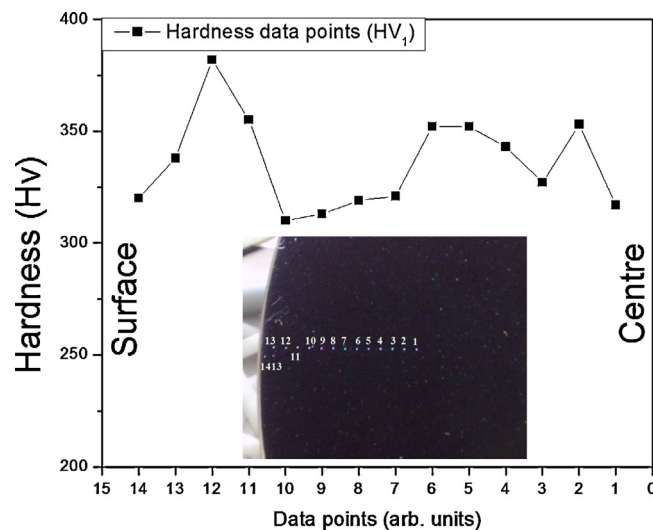 400
Hardness data points (HV1)
350
300
250
200
Hardness (Hv)
Surface
Centre
13 12 10 9 8 7 6 5 4 3 2 1
11
1413
15 14 13 12 11 10 9 8 7 6 5 4 3 2 1 0
Data points (arb. units)